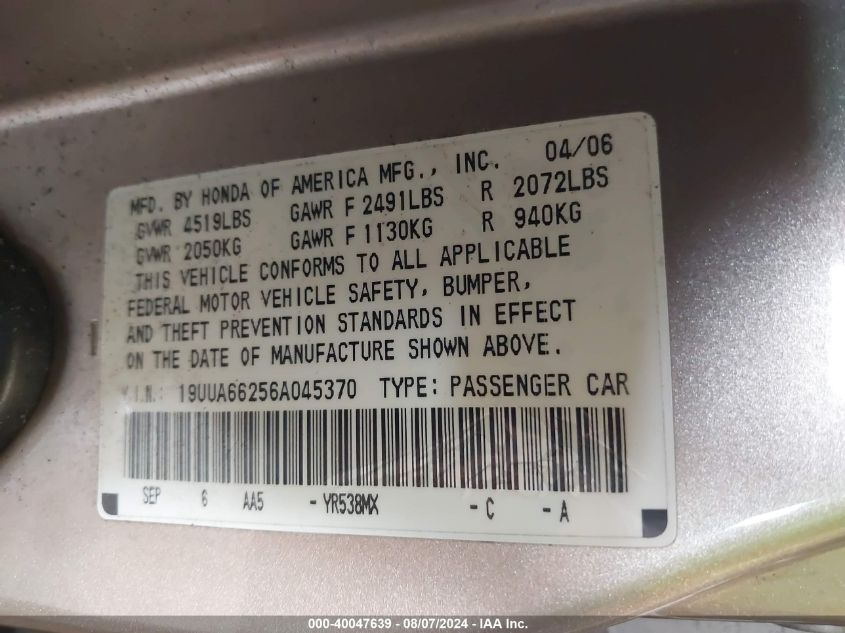 MFD. BY HONDA OF AMERICA MFG., INC. 04/06
GVWR 4519LBS GAWR F 2491LBS R 2072LBS
GVWR 2050KG GAWR F 1130KG R 940KG
THIS VEHICLE CONFORMS TO ALL APPLICABLE
FEDERAL MOTOR VEHICLE SAFETY, BUMPER,
AND THEFT PREVENTION STANDARDS IN EFFECT
ON THE DATE OF MANUFACTURE SHOWN ABOVE.
V.I.N.: 19UUA66256A045370 TYPE: PASSENGER CAR
SEP 6 AA5 - YR538MX - C - A
000-40047639 - 08/07/2024 - IAA Inc.